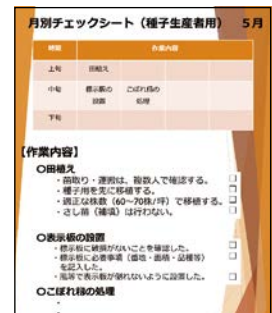 月別チェックシート（種子生産者用） 5月
時期 作業内容
上旬 田植え
中旬 標示板の設置 こぼれ籾の処理
下旬
【作業内容】
○田植え
・苗取り・運搬は、複数人で確認する。 □
・種子用を先に移植する。 □
・適正な株数（60～70株/坪）で移植する。 □
・さし苗（補填）は行わない。 □
○表示板の設置
・標示板に破損がないことを確認した。 □
・標示板に必要事項（番地・面積・品種等）
を記入した。 □
・風等で表示板が倒れないように設置した。 □
○こぼれ籾の処理
・
・